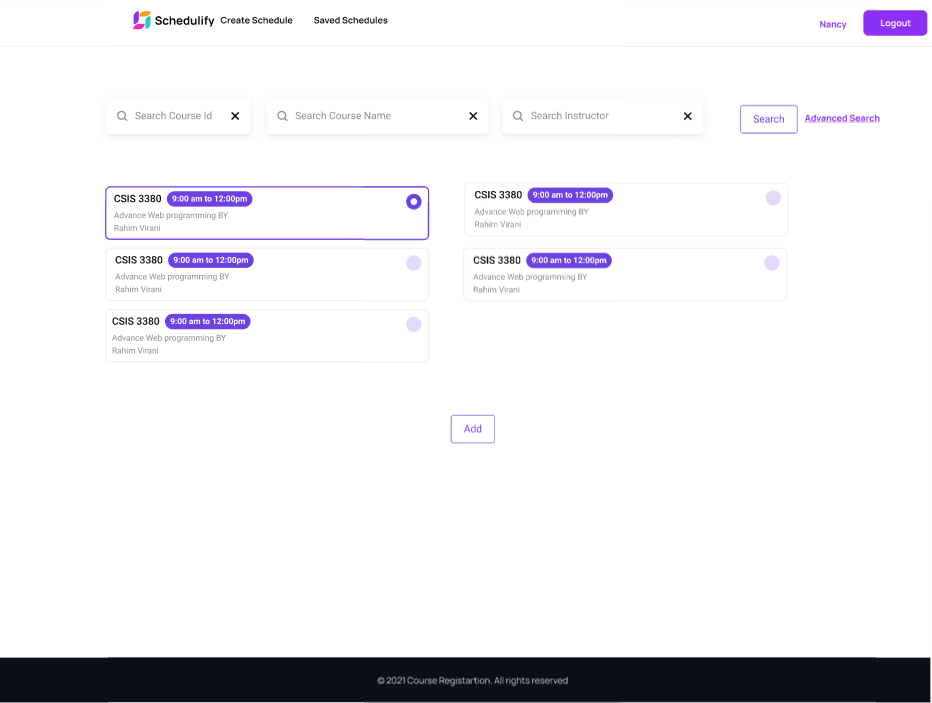 Schedulify Create Schedule Saved Schedules Nancy Logout
Search Course Id Search Course Name Search Instructor Search Advanced Search
CSIS 3380 9:00 am to 12:00pm
Advance Web programming BY
Rahim Virani
CSIS 3380 9:00 am to 12:00pm
Advance Web programming BY
Rahim Virani
CSIS 3380 9:00 am to 12:00pm
Advance Web programming BY
Rahim Virani
CSIS 3380 9:00 am to 12:00pm
Advance Web programming BY
Rahim Virani
CSIS 3380 9:00 am to 12:00pm
Advance Web programming BY
Rahim Virani
Add
© 2021 Course Registartion. All rights reserved